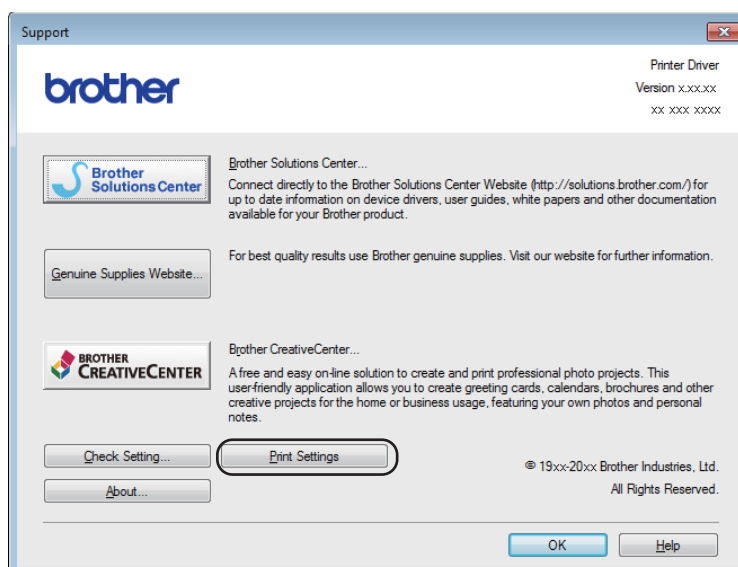 Support
brother
Printer Driver
Version x.xx.xx
xx xxx xxxx
Brother
Solutions Center
Brother Solutions Center...
Connect directly to the Brother Solutions Center Website (http://solutions.brother.com/) for
up to date information on device drivers, user guides, white papers and other documentation
available for your Brother product.
Genuine Supplies Website...
For best quality results use Brother genuine supplies. Visit our website for further information.
BROTHER
CREATIVECENTER
Brother CreativeCenter...
A free and easy on-line solution to create and print professional photo projects. This
user-friendly application allows you to create greeting cards, calendars, brochures and other
creative projects for the home or business usage, featuring your own photos and personal
notes.
Check Setting...
Print Settings
About...
© 19xx-20xx Brother Industries, Ltd.
All Rights Reserved.
OK
Help